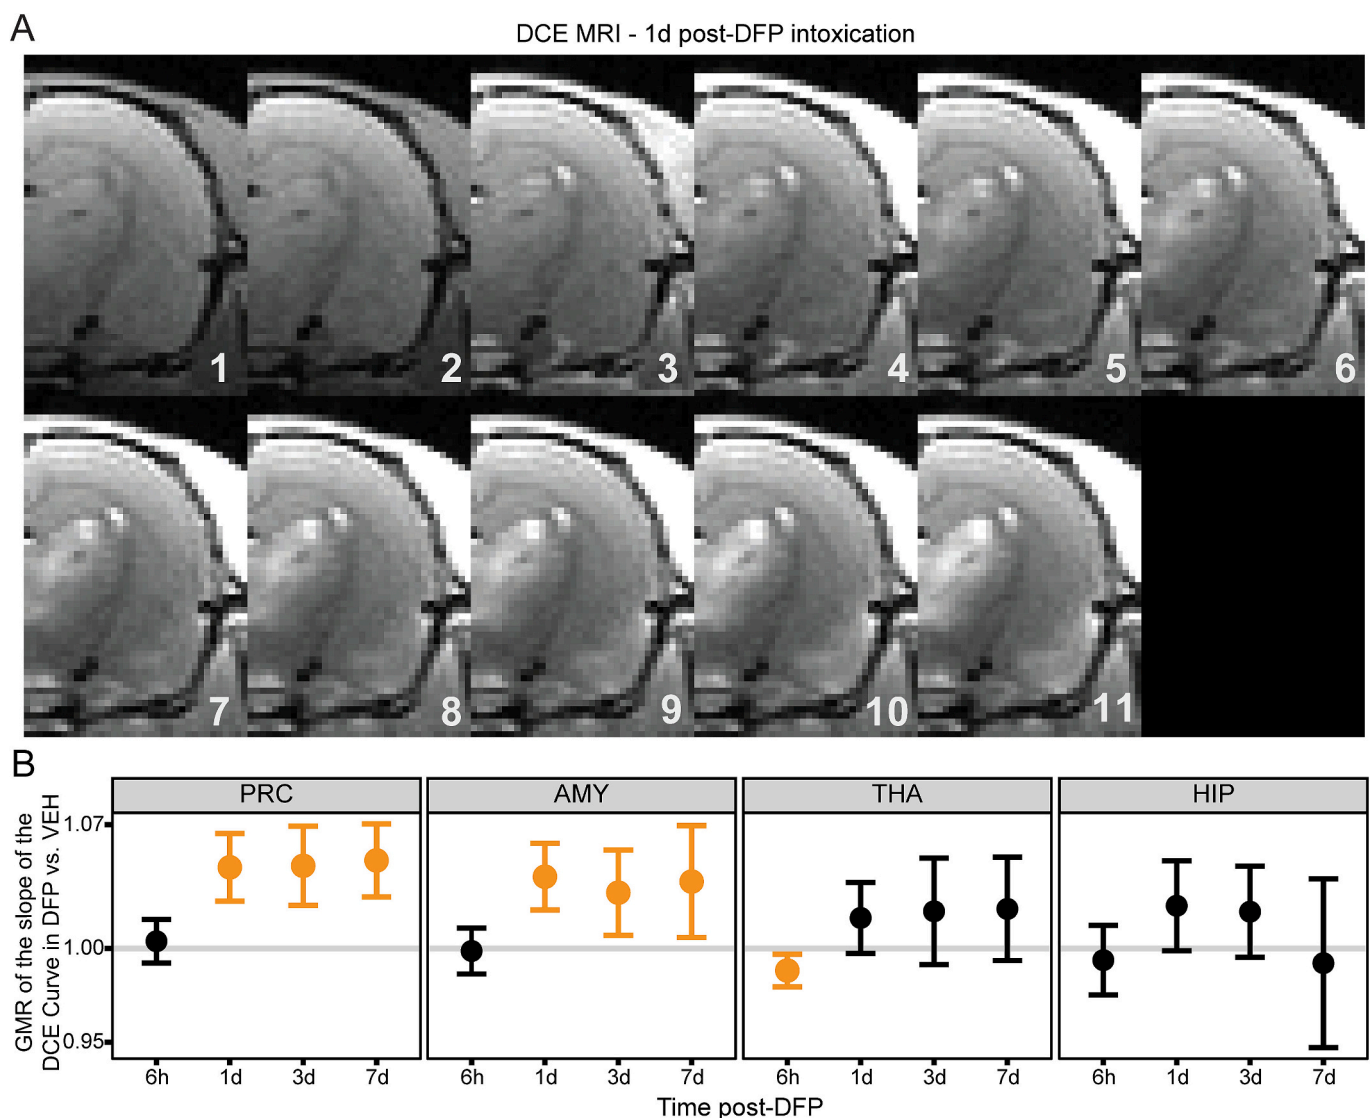 A
DCE MRI - 1d post-DFP intoxication
1 2 3 4 5 6
7 8 9 10 11
B
PRC AMY THA HIP
GMR of the slope of the
DCE Curve in DFP vs. VEH
1.07
1.00
0.95
6h 1d 3d 7d 6h 1d 3d 7d 6h 1d 3d 7d 6h 1d 3d 7d
Time post-DFP